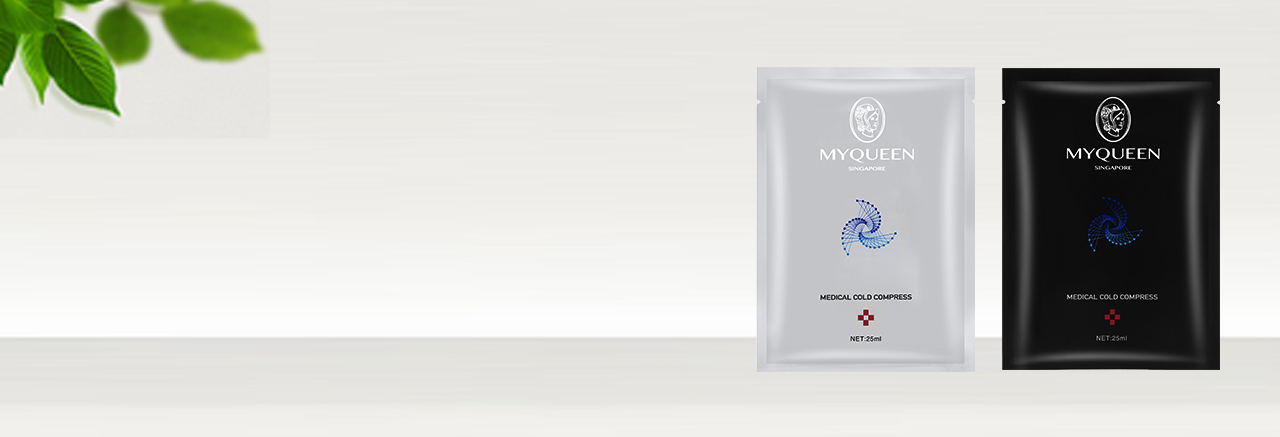 MYQUEEN
SINGAPORE
MEDICAL COLD COMPRESS
NET:25ml
MYQUEEN
SINGAPORE
MEDICAL COLD COMPRESS
NET:25ml